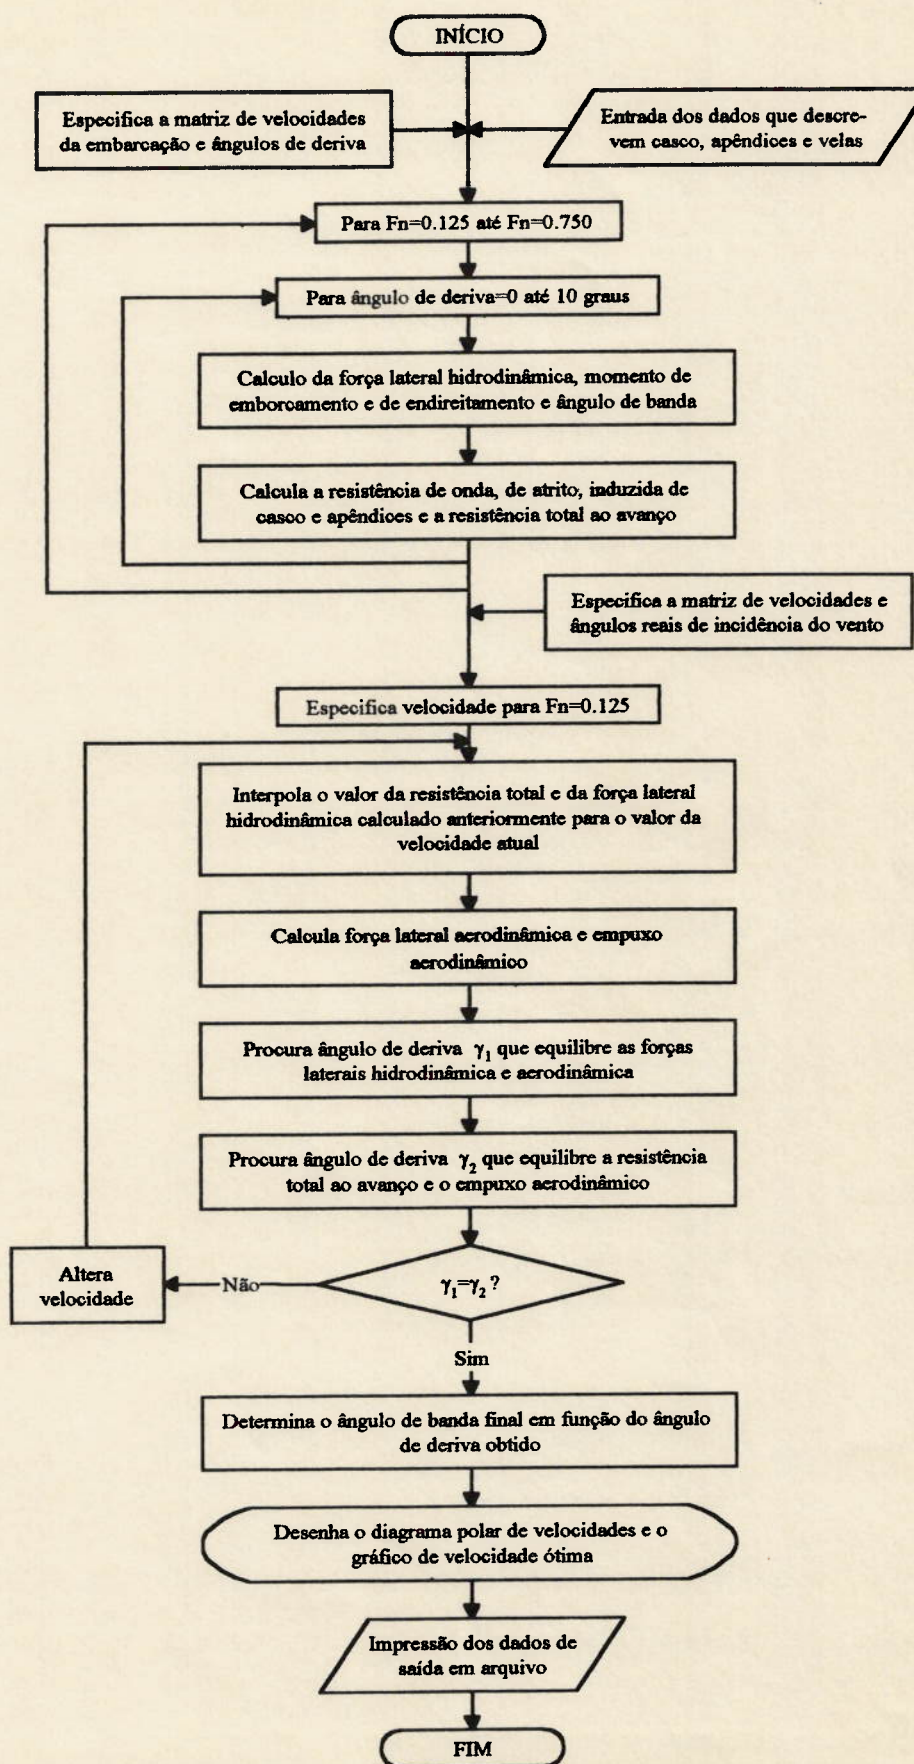 INÍCIO
Especifica a matriz de velocidades
da embarcação e ângulos de deriva
Entrada dos dados que descre-
vem casco, apêndices e velas
Para Fn=0.125 até Fn=0.750
Para ângulo de deriva=0 até 10 graus
Calculo da força lateral hidrodinâmica, momento de
emborcamento e de endireitamento e ângulo de banda
Calcula a resistência de onda, de atrito, induzida de
casco e apêndices e a resistência total ao avanço
Especifica a matriz de velocidades e
ângulos reais de incidência do vento
Especifica velocidade para Fn=0.125
Interpola o valor da resistência total e da força lateral
hidrodinâmica calculado anteriormente para o valor da
velocidade atual
Calcula força lateral aerodinâmica e empuxo
aerodinâmico
Procura ângulo de deriva γ₁ que equilibre as forças
laterais hidrodinâmica e aerodinâmica
Procura ângulo de deriva γ₂ que equilibre a resistência
total ao avanço e o empuxo aerodinâmico
Altera
velocidade
Não
γ₁=γ₂ ?
Sim
Determina o ângulo de banda final em função do ângulo
de deriva obtido
Desenha o diagrama polar de velocidades e o
gráfico de velocidade ótima
Impressão dos dados de
saída em arquivo
FIM